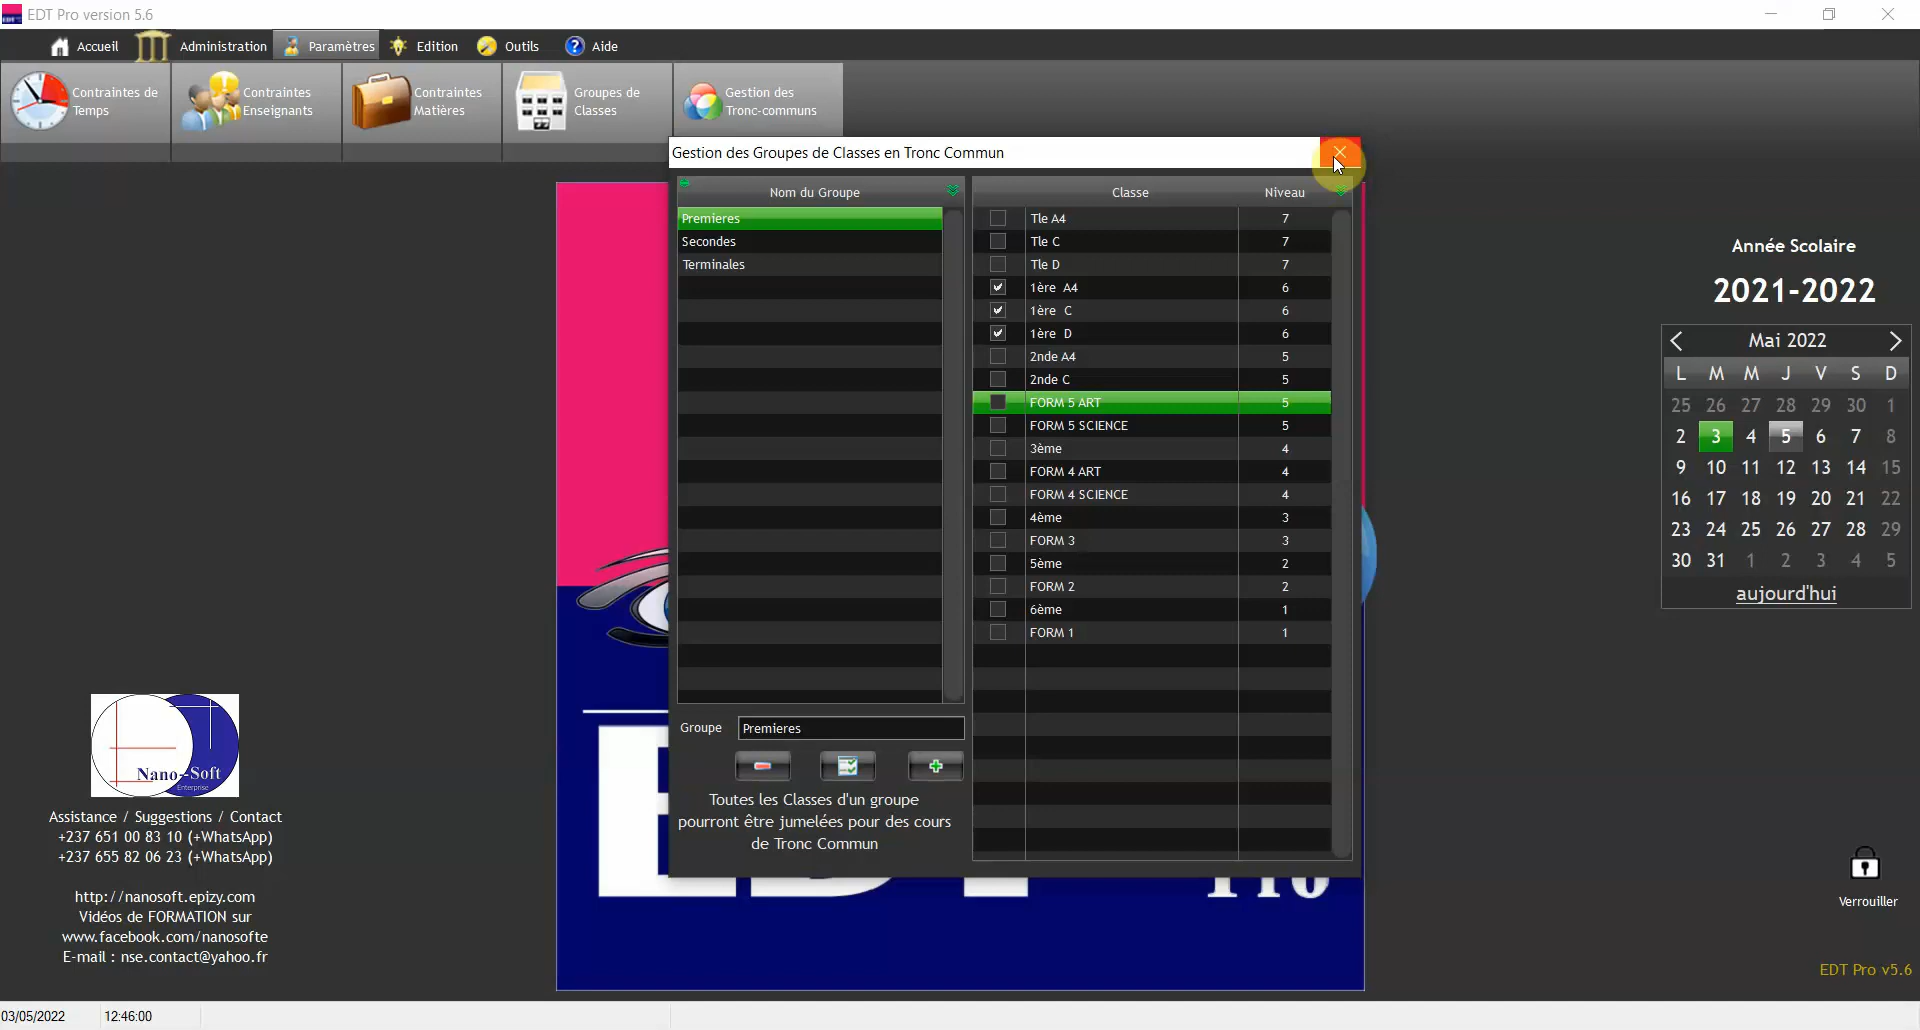 EDT Pro version 5.6
Accueil Administration Paramètres Edition Outils Aide
Contraintes de
Temps
Contraintes
Enseignants
Contraintes
Matières
Groupes de
Classes
Gestion des
Tronc-communs
Gestion des Groupes de Classes en Tronc Commun
Nom du Groupe
Premieres
Secondes
Terminales
Classe Niveau
Tle A4 7
Tle C 7
Tle D 7
1ère A4 6
1ère C 6
1ère D 6
2nde A4 5
2nde C 5
FORM 5 ART 5
FORM 5 SCIENCE 5
3ème 4
FORM 4 ART 4
FORM 4 SCIENCE 4
4ème 3
FORM 3 3
5ème 2
FORM 2 2
6ème 1
FORM 1 1
Groupe Premieres
Toutes les Classes d'un groupe
pourront être jumelées pour des cours
de Tronc Commun
Année Scolaire
2021-2022
Mai 2022
L M M J V S D
25 26 27 28 29 30 1
2 3 4 5 6 7 8
9 10 11 12 13 14 15
16 17 18 19 20 21 22
23 24 25 26 27 28 29
30 31 1 2 3 4 5
aujourd'hui
Nano-Soft
Enterprise
Assistance / Suggestions / Contact
+237 651 00 83 10 (+WhatsApp)
+237 655 82 06 23 (+WhatsApp)
http://nanosoft.epizy.com
Vidéos de FORMATION sur
www.facebook.com/nanosofte
E-mail : nse.contact@yahoo.fr
Verrouiller
EDT Pro v5.6
03/05/2022 12:46:00